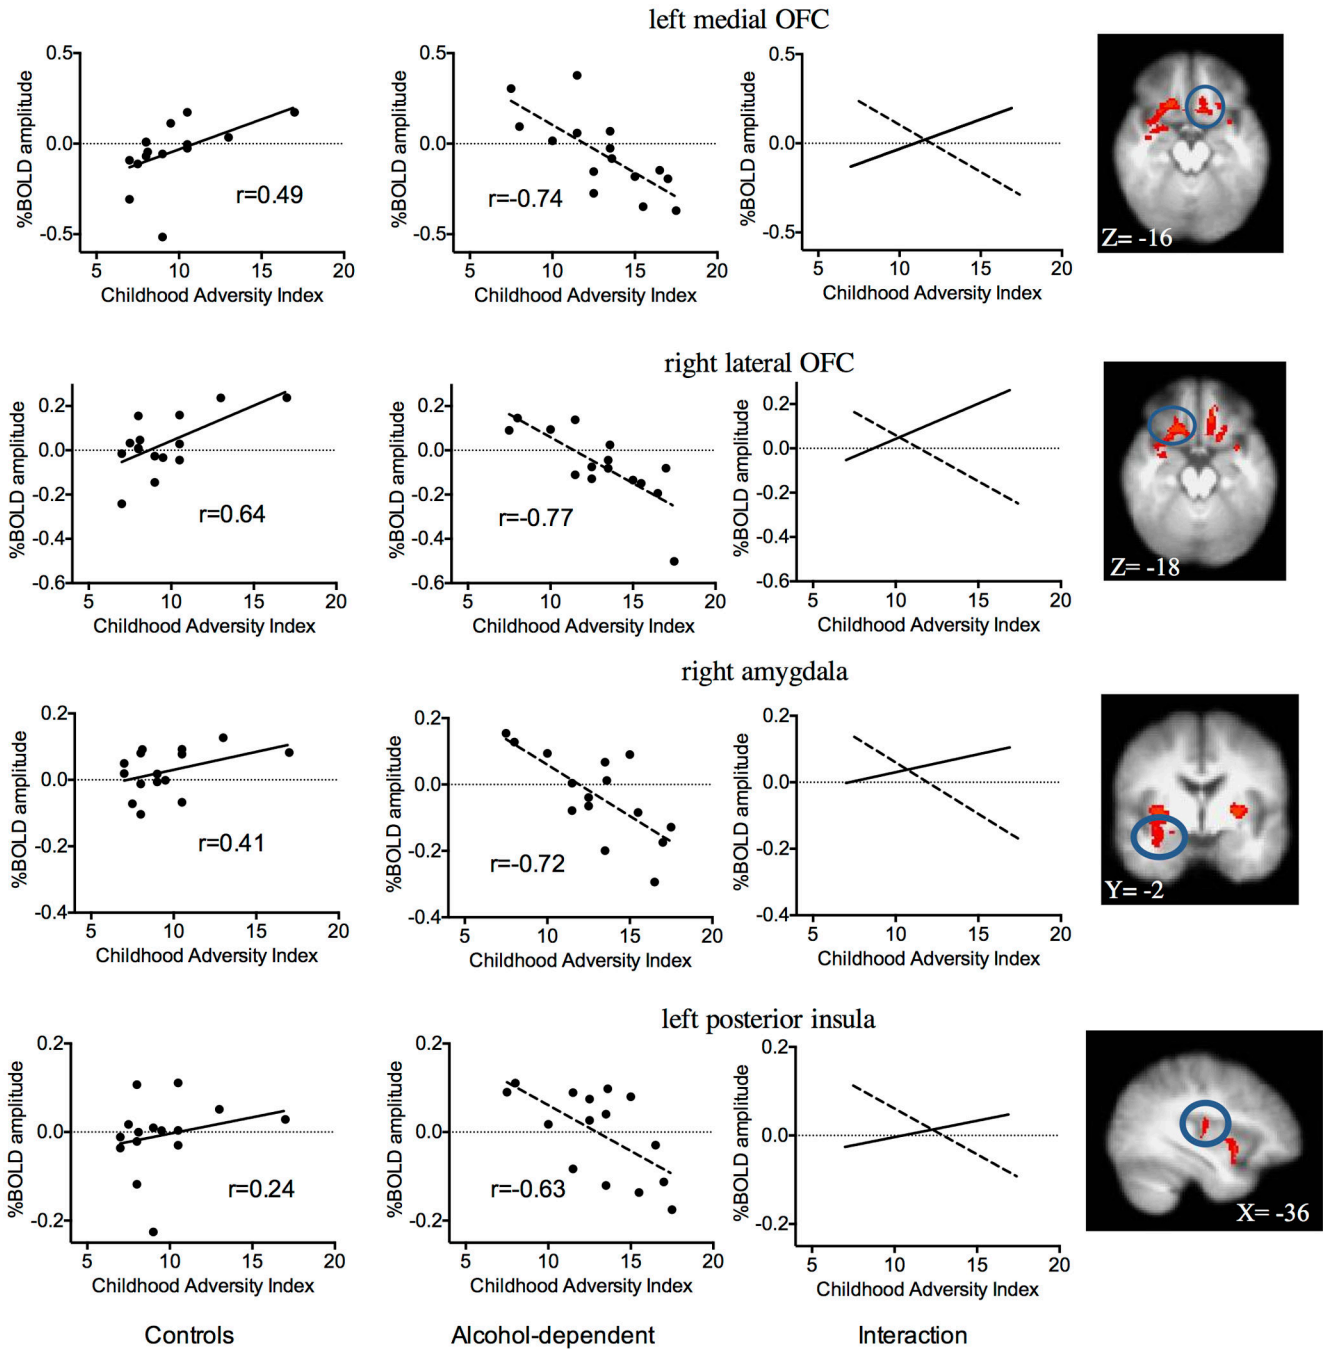 left medial OFC
0.5
0.0
-0.5
%BOLD amplitude
r=0.49
5 10 15 20
Childhood Adversity Index
0.5
0.0
-0.5
%BOLD amplitude
r=-0.74
5 10 15 20
Childhood Adversity Index
0.5
0.0
-0.5
%BOLD amplitude
5 10 15 20
Childhood Adversity Index
Z= -16
right lateral OFC
0.2
0.0
-0.2
-0.4
-0.6
%BOLD amplitude
r=0.64
5 10 15 20
Childhood Adversity Index
0.2
0.0
-0.2
-0.4
-0.6
%BOLD amplitude
r=-0.77
5 10 15 20
Childhood Adversity Index
0.2
0.0
-0.2
-0.4
-0.6
%BOLD amplitude
5 10 15 20
Childhood Adversity Index
Z= -18
right amygdala
0.2
0.0
-0.2
-0.4
%BOLD amplitude
r=0.41
5 10 15 20
Childhood Adversity Index
0.2
0.0
-0.2
-0.4
%BOLD amplitude
r=-0.72
5 10 15 20
Childhood Adversity Index
0.2
0.0
-0.2
-0.4
%BOLD amplitude
5 10 15 20
Childhood Adversity Index
Y= -2
left posterior insula
0.2
0.0
-0.2
%BOLD amplitude
r=0.24
5 10 15 20
Childhood Adversity Index
0.2
0.0
-0.2
%BOLD amplitude
r=-0.63
5 10 15 20
Childhood Adversity Index
0.2
0.0
-0.2
%BOLD amplitude
5 10 15 20
Childhood Adversity Index
X= -36
Controls
Alcohol-dependent
Interaction